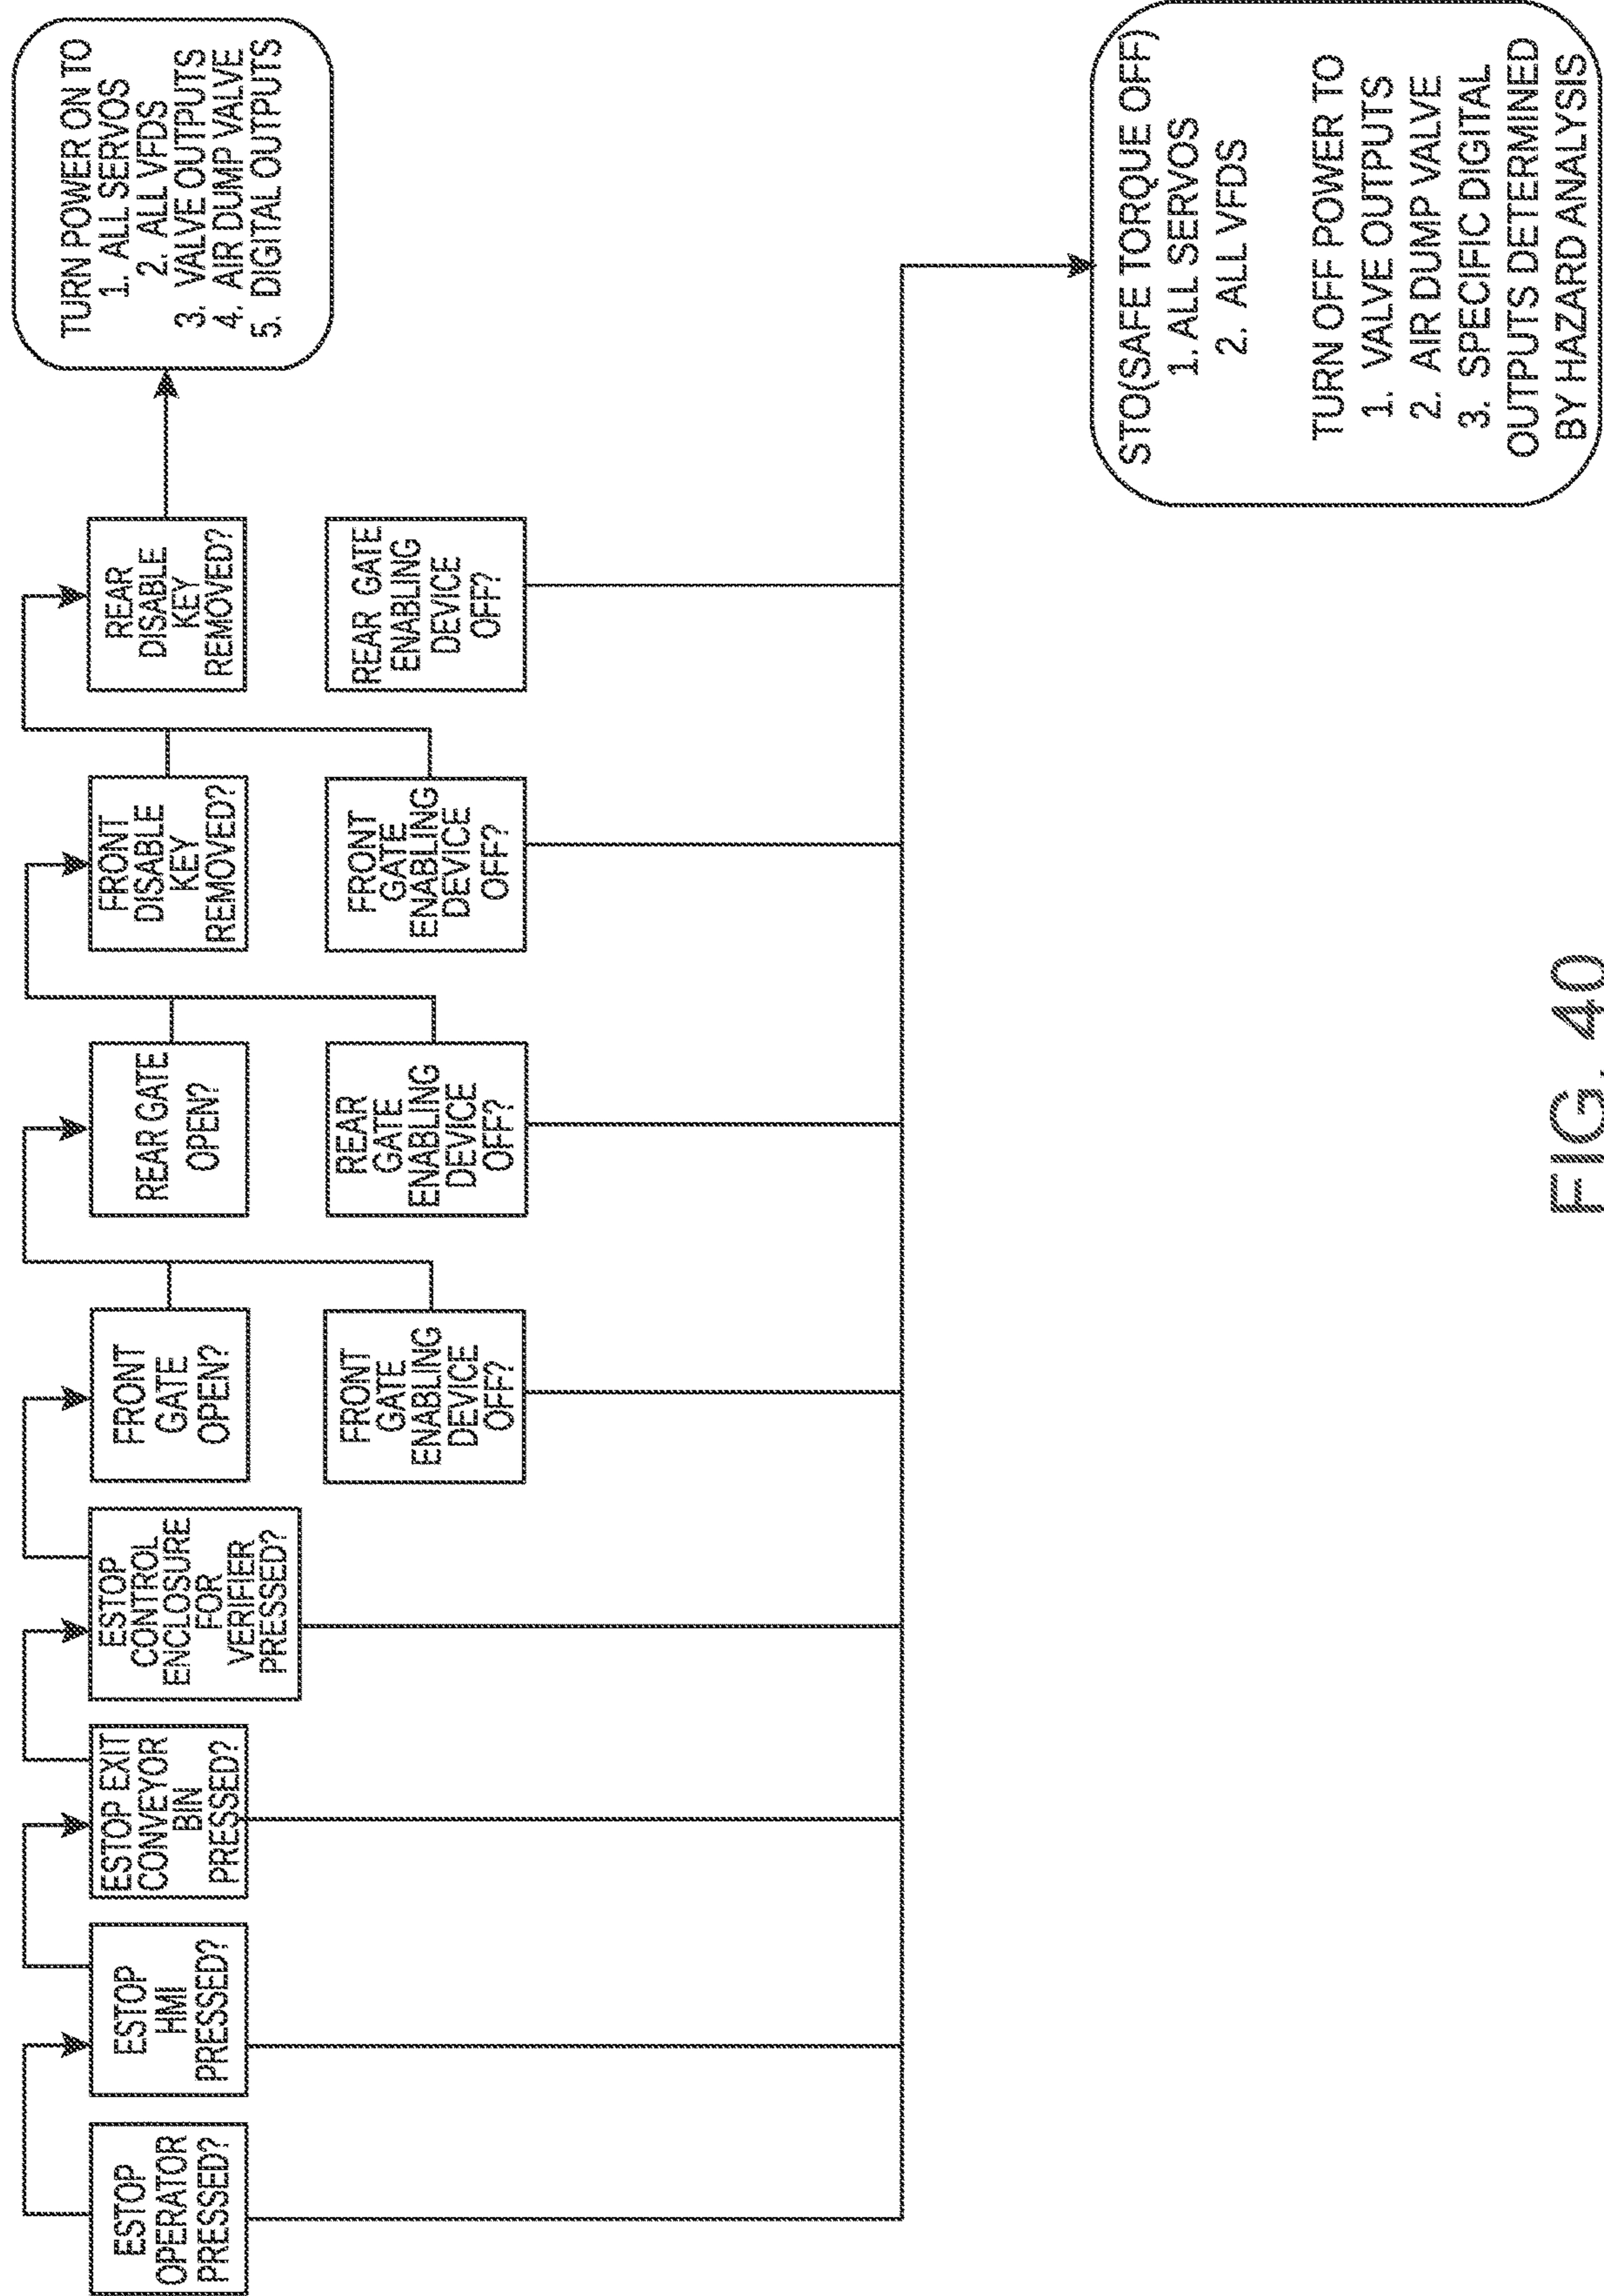 ESTOP
OPERATOR
PRESSED?
ESTOP
HMI
PRESSED?
ESTOP EXIT
CONVEYOR
BIN
PRESSED?
ESTOP
CONTROL
ENCLOSURE
FOR
VERIFIER
PRESSED?
FRONT
GATE
OPEN?
FRONT
GATE
ENABLING
DEVICE
OFF?
REAR GATE
OPEN?
REAR
GATE
ENABLING
DEVICE
OFF?
FRONT
DISABLE
KEY
REMOVED?
FRONT
GATE
ENABLING
DEVICE
OFF?
REAR
DISABLE
KEY
REMOVED?
REAR GATE
ENABLING
DEVICE
OFF?
TURN POWER ON TO
1. ALL SERVOS
2. ALL VFDS
3. VALVE OUTPUTS
4. AIR DUMP VALVE
5. DIGITAL OUTPUTS
STO(SAFE TORQUE OFF)
1. ALL SERVOS
2. ALL VFDS
TURN OFF POWER TO
1. VALVE OUTPUTS
2. AIR DUMP VALVE
3. SPECIFIC DIGITAL
OUTPUTS DETERMINED
BY HAZARD ANALYSIS
FIG. 40